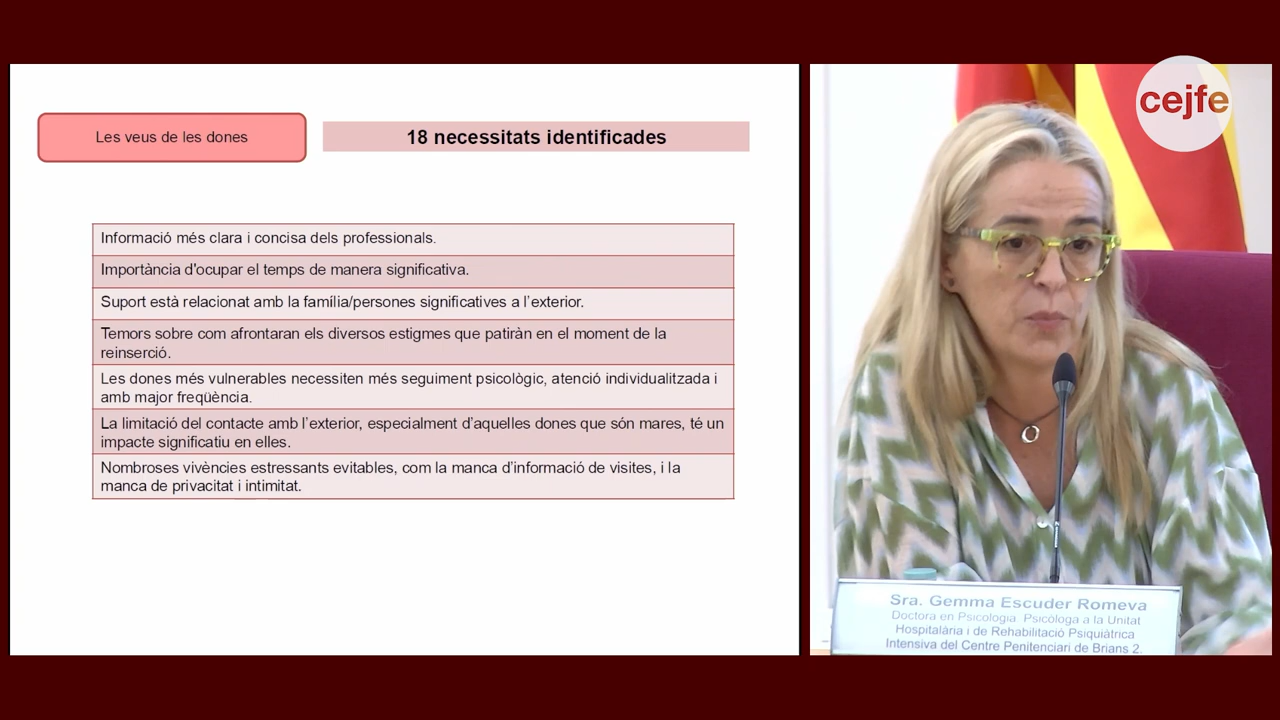 Les veus de les dones
18 necessitats identificades
Informació més clara i concisa dels professionals.
Importància d'ocupar el temps de manera significativa.
Suport està relacionat amb la família/persones significatives a l’exterior.
Temors sobre com afrontaran els diversos estigmes que patiràn en el moment de la
reinserció.
Les dones més vulnerables necessiten més seguiment psicològic, atenció individualitzada i
amb major freqüència.
La limitació del contacte amb l’exterior, especialment d’aquelles dones que són mares, té un
impacte significatiu en elles.
Nombroses vivències estressants evitables, com la manca d’informació de visites, i la
manca de privacitat i intimitat.
cejfe
Sra. Gemma Escuder Romeva
Doctora en Psicologia Psicòloga a la Unitat
Hospitalària i de Rehabilitació Psiquiàtrica
Intensiva del Centre Penitenciari de Brians 2.